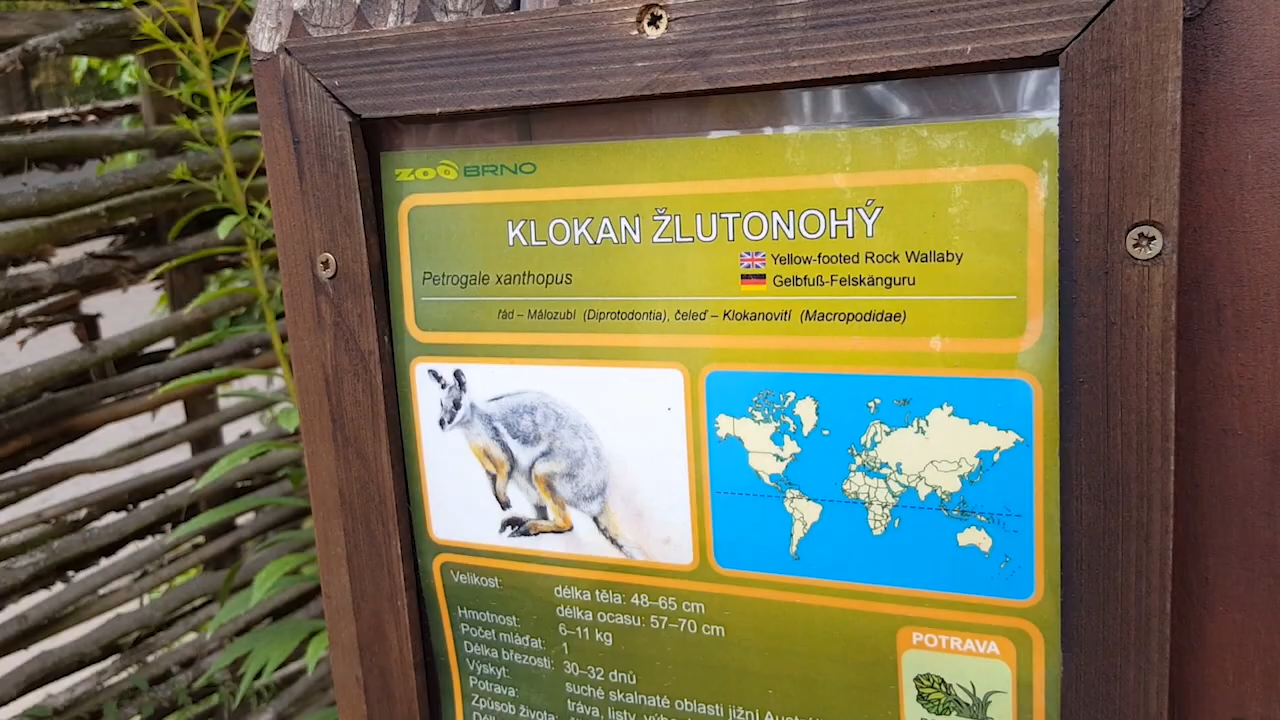 ZOO BRNO
KLOKAN ŽLUTONOHÝ
Petrogale xanthopus
Yellow-footed Rock Wallaby
Gelbfuß-Felskänguru
řád – Málozubí (Diprotodontia), čeleď – Klokanovití (Macropodidae)
Velikost: délka těla: 48–65 cm
délka ocasu: 57–70 cm
Hmotnost: 6–11 kg
Počet mláďat: 1
Délka březosti: 30–32 dnů
Výskyt: suché skalnaté oblasti jižní
Potrava: tráva, listy,
Způsob života:
POTRAVA